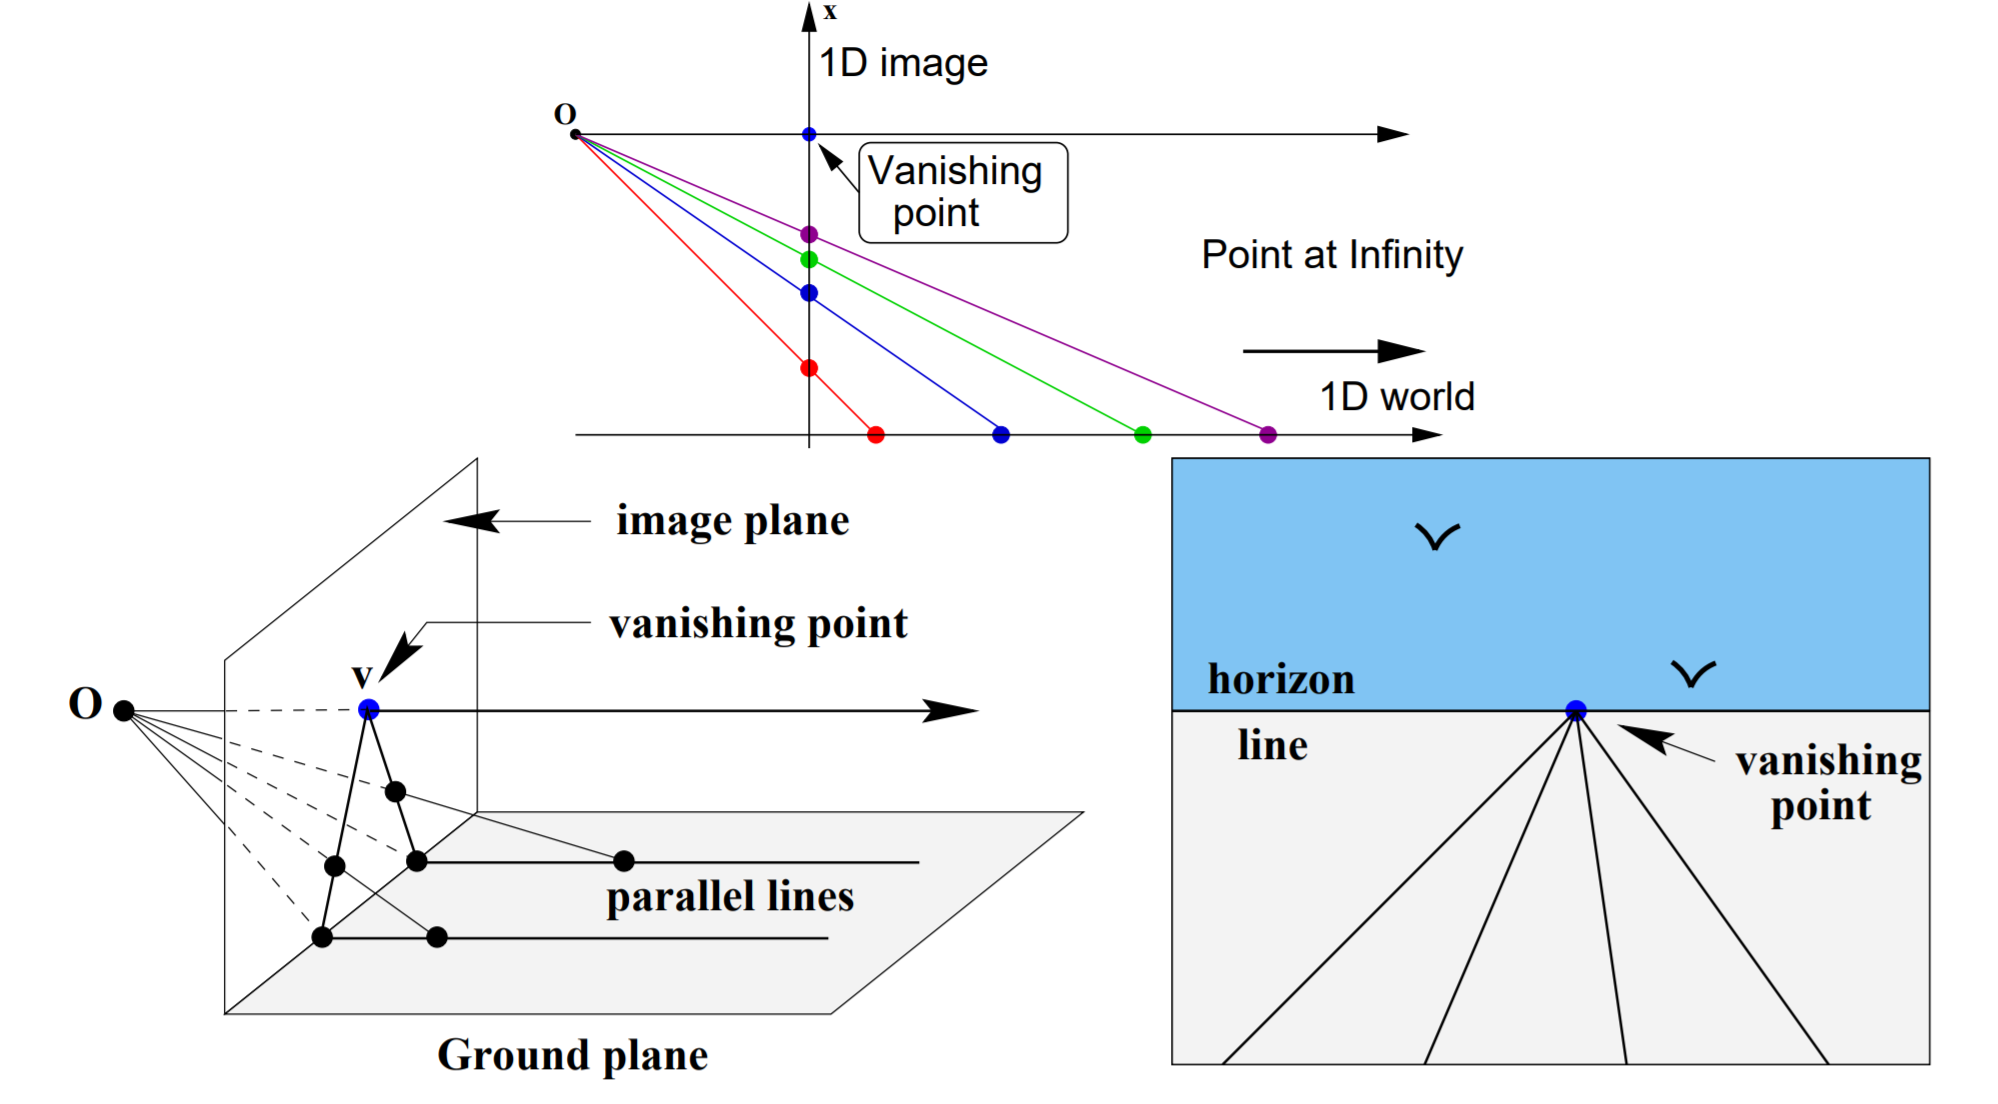 x
1D image
O
Vanishing
point
Point at Infinity
1D world
image plane
vanishing point
v
O
parallel lines
Ground plane
horizon
line
vanishing
point